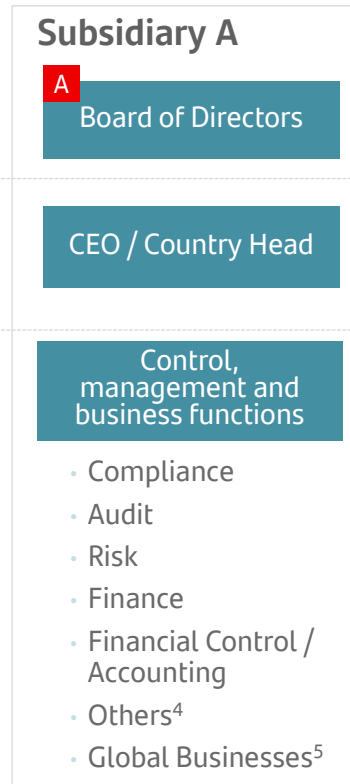 Subsidiary A
A
Board of Directors
CEO / Country Head
Control,
management and
business functions
• Compliance
• Audit
• Risk
• Finance
• Financial Control /
Accounting
• Others⁴
• Global Businesses⁵